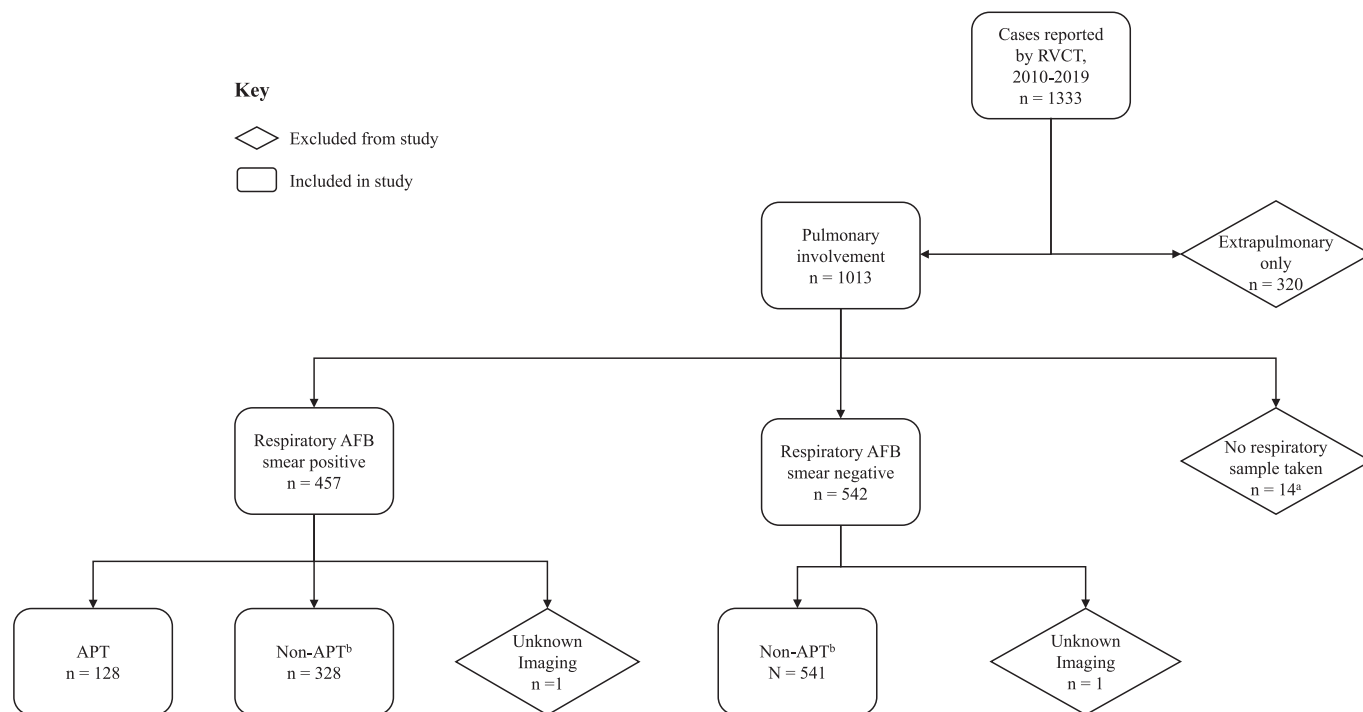 Cases reported
by RVCT,
2010-2019
n = 1333
Key
Excluded from study
Included in study
Pulmonary
involvement
n = 1013
Extrapulmonary
only
n = 320
Respiratory AFB
smear positive
n = 457
Respiratory AFB
smear negative
n = 542
No respiratory
sample taken
n = 14ᵃ
APT
n = 128
Non-APTᵇ
n = 328
Unknown
Imaging
n =1
Non-APTᵇ
N = 541
Unknown
Imaging
n = 1